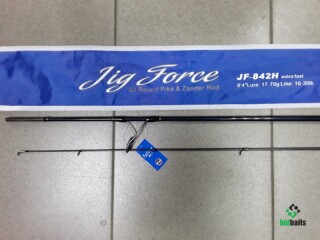 Jig Force
All Round Pike & Zander Rod
JF-842H extra fast
8'4"Lure: 17-70g Line: 16-30lb
bigbaits